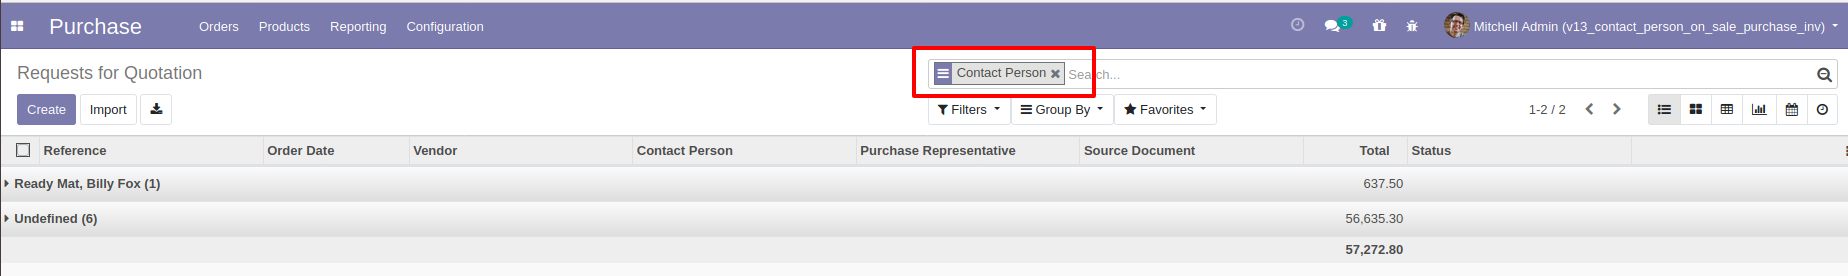 Purchase Orders Products Reporting Configuration 3 Mitchell Admin (v13_contact_person_on_sale_purchase_inv)
Requests for Quotation Contact Person Search...
Create Import Filters Group By Favorites 1-2 / 2
Reference Order Date Vendor Contact Person Purchase Representative Source Document Total Status
Ready Mat, Billy Fox (1) 637.50
Undefined (6) 56,635.30
57,272.80